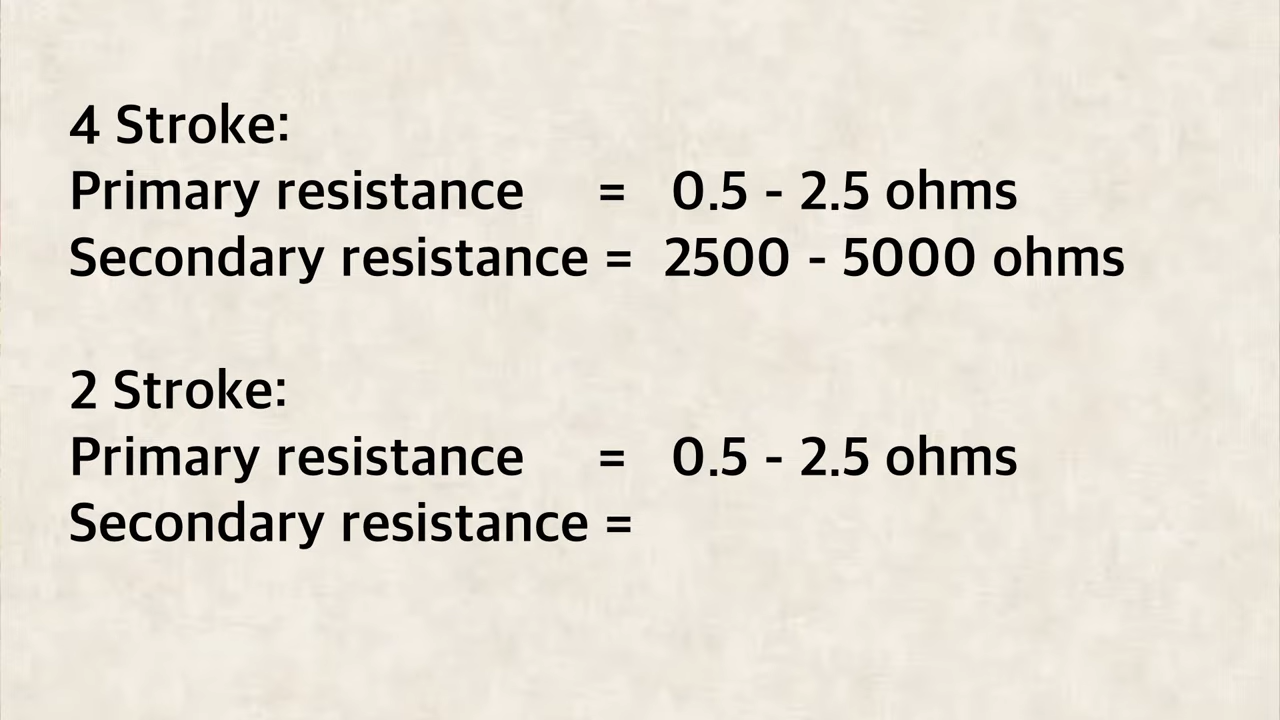 4 Stroke:
Primary resistance = 0.5 - 2.5 ohms
Secondary resistance = 2500 - 5000 ohms
2 Stroke:
Primary resistance = 0.5 - 2.5 ohms
Secondary resistance =